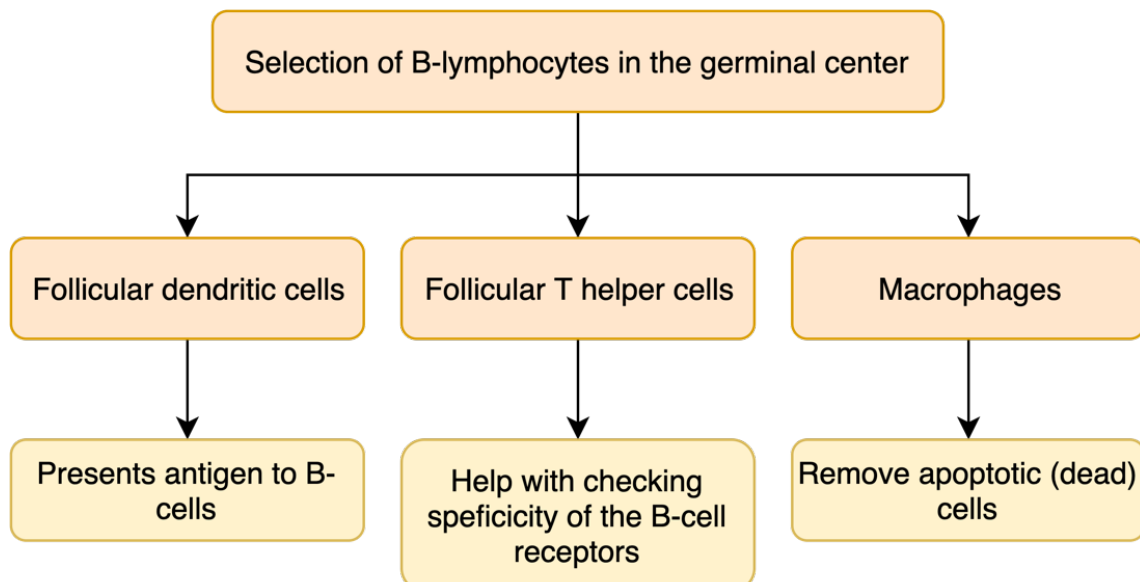 Selection of B-lymphocytes in the germinal center
Follicular dendritic cells
Follicular T helper cells
Macrophages
Presents antigen to B-
cells
Help with checking
speficicity of the B-cell
receptors
Remove apoptotic (dead)
cells